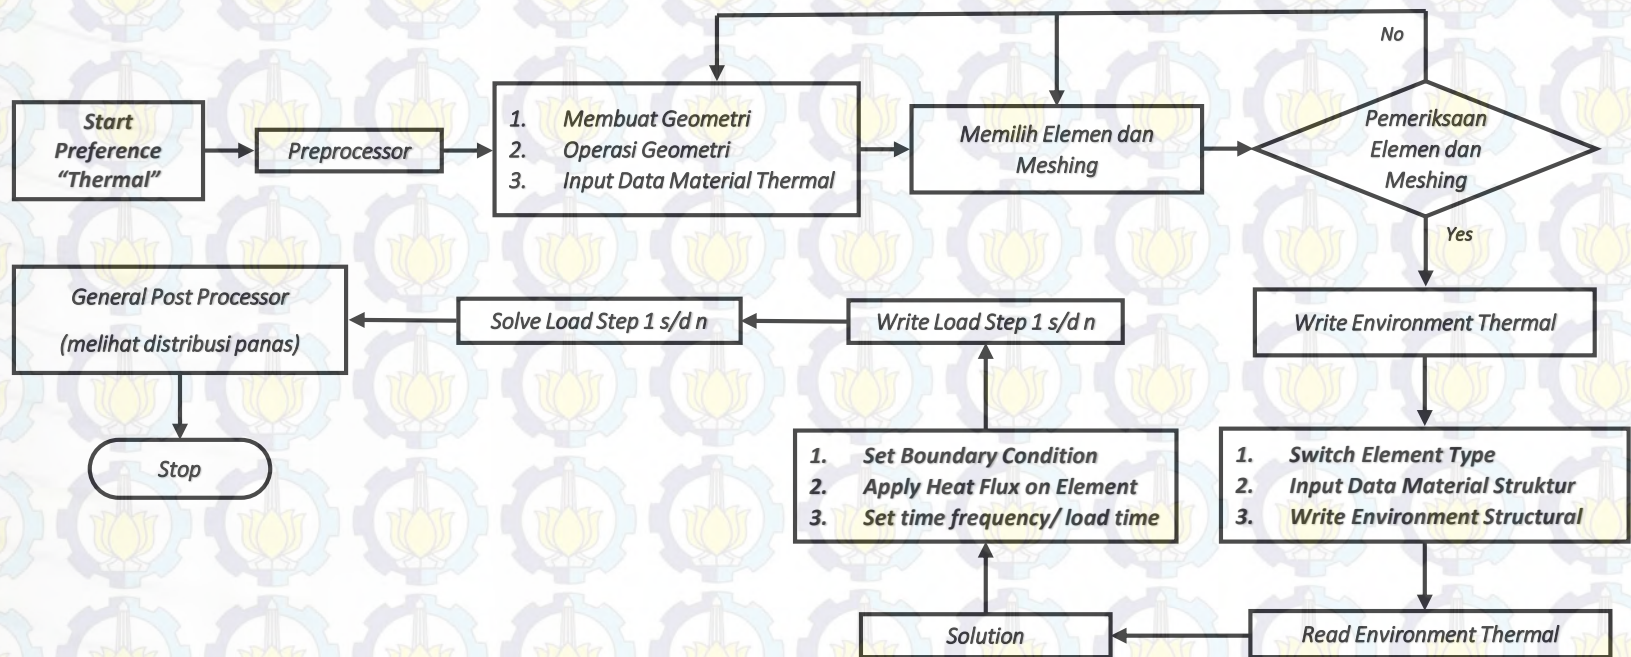 Start
Preference
“Thermal”
Preprocessor
1. Membuat Geometri
2. Operasi Geometri
3. Input Data Material Thermal
Memilih Elemen dan
Meshing
No
Pemeriksaan
Elemen dan
Meshing
Yes
Write Environment Thermal
1. Switch Element Type
2. Input Data Material Struktur
3. Write Environment Structural
Read Environment Thermal
Solution
1. Set Boundary Condition
2. Apply Heat Flux on Element
3. Set time frequency/ load time
Write Load Step 1 s/d n
Solve Load Step 1 s/d n
General Post Processor
(melihat distribusi panas)
Stop